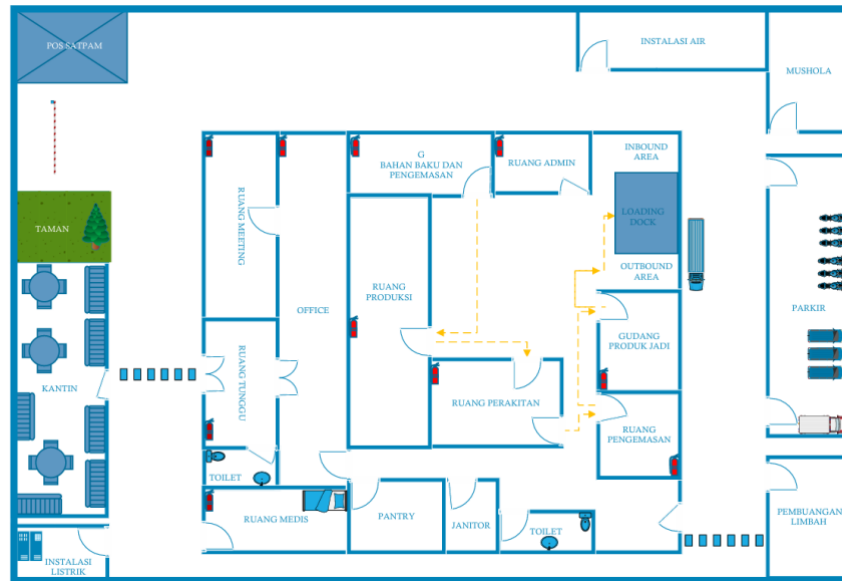 POS SATPAM
INSTALASI AIR
MUSHOLA
G
BAHAN BAKU DAN
PENGEMASAN
RUANG ADMIN
INBOUND
AREA
RUANG MEETING
TAMAN
LOADING
DOCK
OUTBOUND
AREA
RUANG
PRODUKSI
OFFICE
PARKIR
GUDANG
PRODUK JADI
RUANG TUNGGU
KANTIN
RUANG PERAKITAN
RUANG
PENGEMASAN
TOILET
RUANG MEDIS
PANTRY
JANITOR
TOILET
PEMBUANGAN
LIMBAH
INSTALASI
LISTRIK